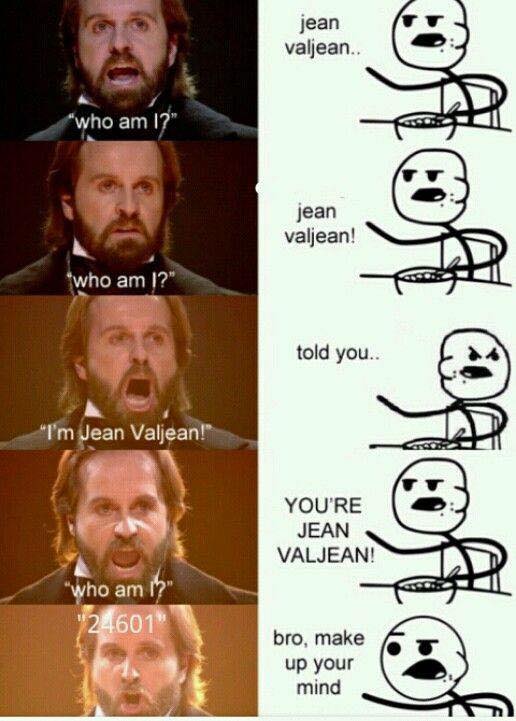 "who am I?"
jean
valjean..
"who am I?"
jean
valjean!
"I'm Jean Valjean!"
told you..
"who am I?"
YOU'RE
JEAN
VALJEAN!
"24601"
bro, make
up your
mind